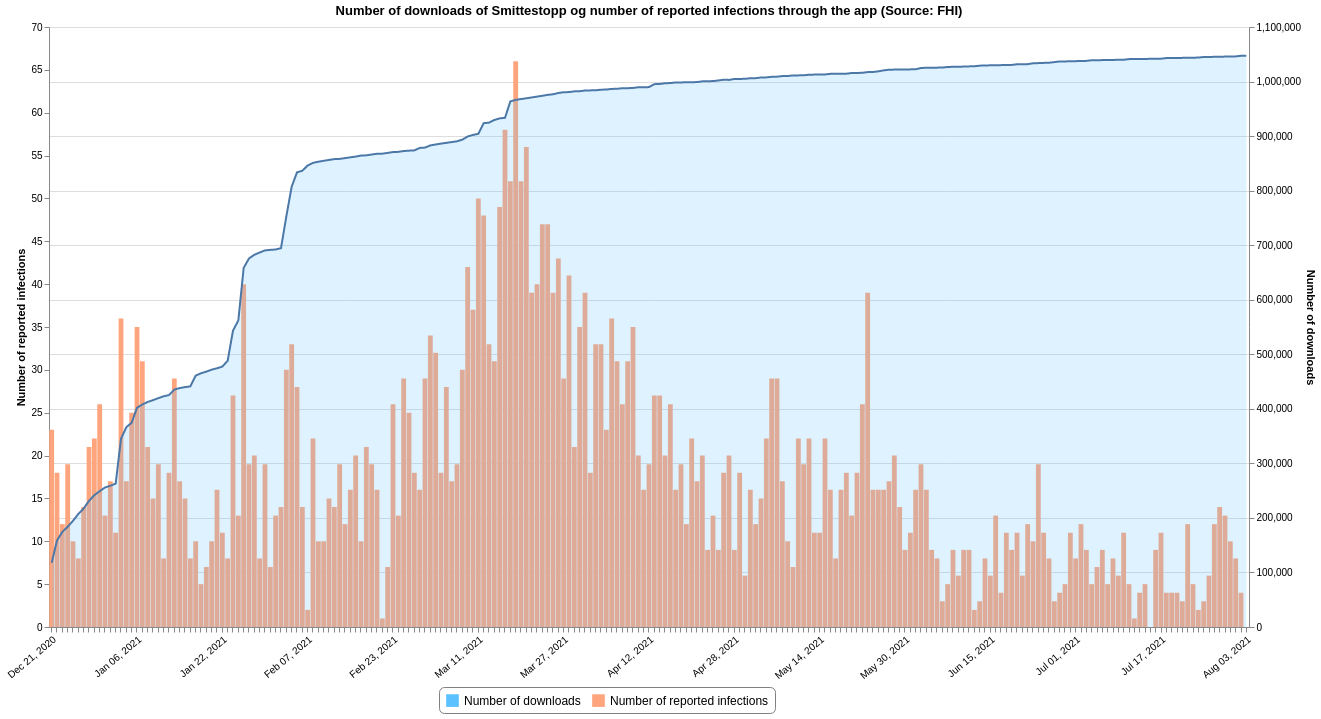 Number of downloads of Smittestopp og number of reported infections through the app (Source: FHI)
Number of reported infections
70
65
60
55
50
45
40
35
30
25
20
15
10
5
0
1,100,000
1,000,000
900,000
800,000
700,000
600,000
500,000
400,000
300,000
200,000
100,000
0
Number of downloads
Dec 21, 2020
Jan 06, 2021
Jan 22, 2021
Feb 07, 2021
Feb 23, 2021
Mar 11, 2021
Mar 27, 2021
Apr 12, 2021
Apr 28, 2021
May 14, 2021
May 30, 2021
Jun 15, 2021
Jul 01, 2021
Jul 17, 2021
Aug 03, 2021
Number of downloads
Number of reported infections